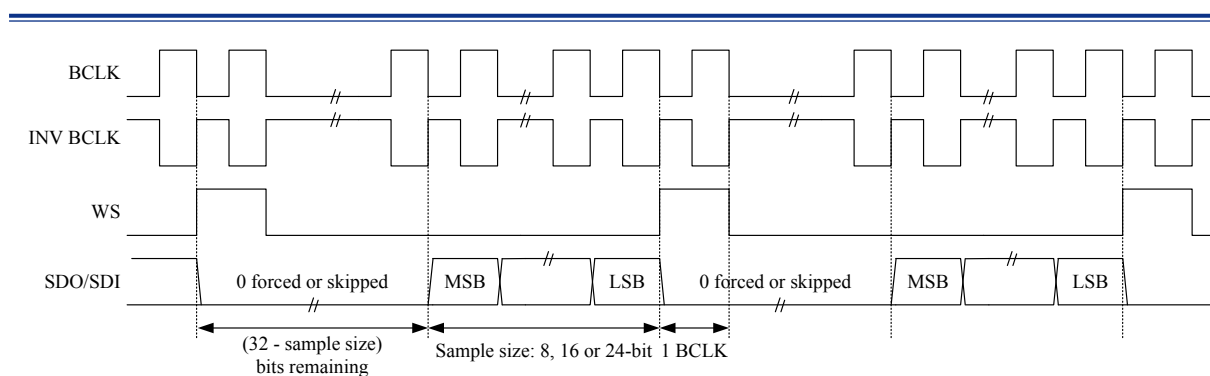 BCLK
INV BCLK
WS
SDO/SDI
0 forced or skipped
MSB
LSB
0 forced or skipped
MSB
LSB
(32 - sample size)
bits remaining
Sample size: 8, 16 or 24-bit
1 BCLK